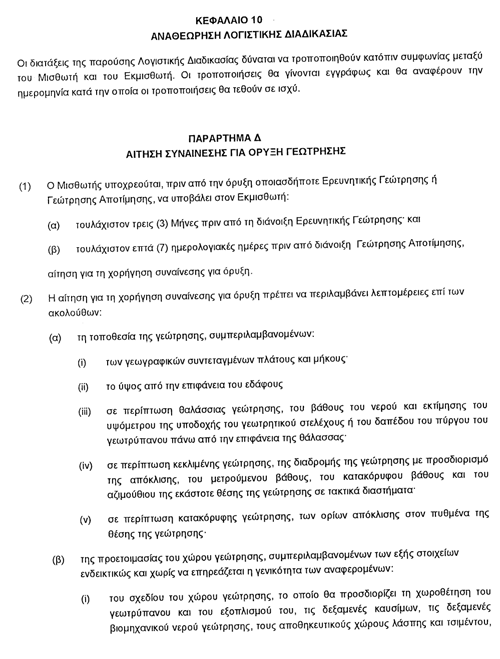 ΚΕΦΑΛΑΙΟ 10
ΑΝΑΘΕΩΡΗΣΗ ΛΟΓΙΣΤΙΚΗΣ ΔΙΑΔΙΚΑΣΙΑΣ
Οι διατάξεις της παρούσης Λογιστικής Διαδικασίας δύναται να τροποποιηθούν κατόπιν συμφωνίας μεταξύ
του Μισθωτή και του Εκμισθωτή. Οι τροποποιήσεις θα γίνονται εγγράφως και θα αναφέρουν την
ημερομηνία κατά την οποία οι τροποποιήσεις θα τεθούν σε ισχύ.
ΠΑΡΑΡΤΗΜΑ Δ
ΑΙΤΗΣΗ ΣΥΝΑΙΝΕΣΗΣ ΓΙΑ ΟΡΥΞΗ ΓΕΩΤΡΗΣΗΣ
(1) Ο Μισθωτής υποχρεούται, πριν από την όρυξη οποιασδήποτε Ερευνητικής Γεώτρησης ή
Γεώτρησης Αποτίμησης, να υποβάλει στον Εκμισθωτή:
(α) τουλάχιστον τρεις (3) Μήνες πριν από τη διάνοιξη Ερευνητικής Γεώτρησης· και
(β) τουλάχιστον επτά (7) ημερολογιακές ημέρες πριν από διάνοιξη Γεώτρησης Αποτίμησης,
αίτηση για τη χορήγηση συναίνεσης για όρυξη.
(2) Η αίτηση για τη χορήγηση συναίνεσης για όρυξη πρέπει να περιλαμβάνει λεπτομέρειες επί των
ακολούθων:
(α) τη τοποθεσία της γεώτρησης, συμπεριλαμβανομένων:
(i) των γεωγραφικών συντεταγμένων πλάτους και μήκους·
(ii) το ύψος από την επιφάνεια του εδάφους
(iii) σε περίπτωση θαλάσσιας γεώτρησης, του βάθους του νερού και εκτίμησης του
υψόμετρου της υποδοχής του γεωτρητικού στελέχους ή του δαπέδου του πύργου του
γεωτρύπανου πάνω από την επιφάνεια της θάλασσας·
(iv) σε περίπτωση κεκλιμένης γεώτρησης, της διαδρομής της γεώτρησης με προσδιορισμό
της απόκλισης, του μετρούμενου βάθους, του κατακόρυφου βάθους και του
αζιμούθιου της εκάστοτε θέσης της γεώτρησης σε τακτικά διαστήματα·
(v) σε περίπτωση κατακόρυφης γεώτρησης, των ορίων απόκλισης στον πυθμένα της
θέσης της γεώτρησης·
(β) της προετοιμασίας του χώρου γεώτρησης, συμπεριλαμβανομένων των εξής στοιχείων
ενδεικτικώς και χωρίς να επηρεάζεται η γενικότητα των αναφερομένων:
(i) του σχεδίου του χώρου γεώτρησης, το οποίο θα προσδιορίζει τη χωροθέτηση του
γεωτρύπανου και του εξοπλισμού του, τις δεξαμενές καυσίμων, τις δεξαμενές
βιομηχανικού νερού γεώτρησης, τους αποθηκευτικούς χώρους λάσπης και τσιμέντου,